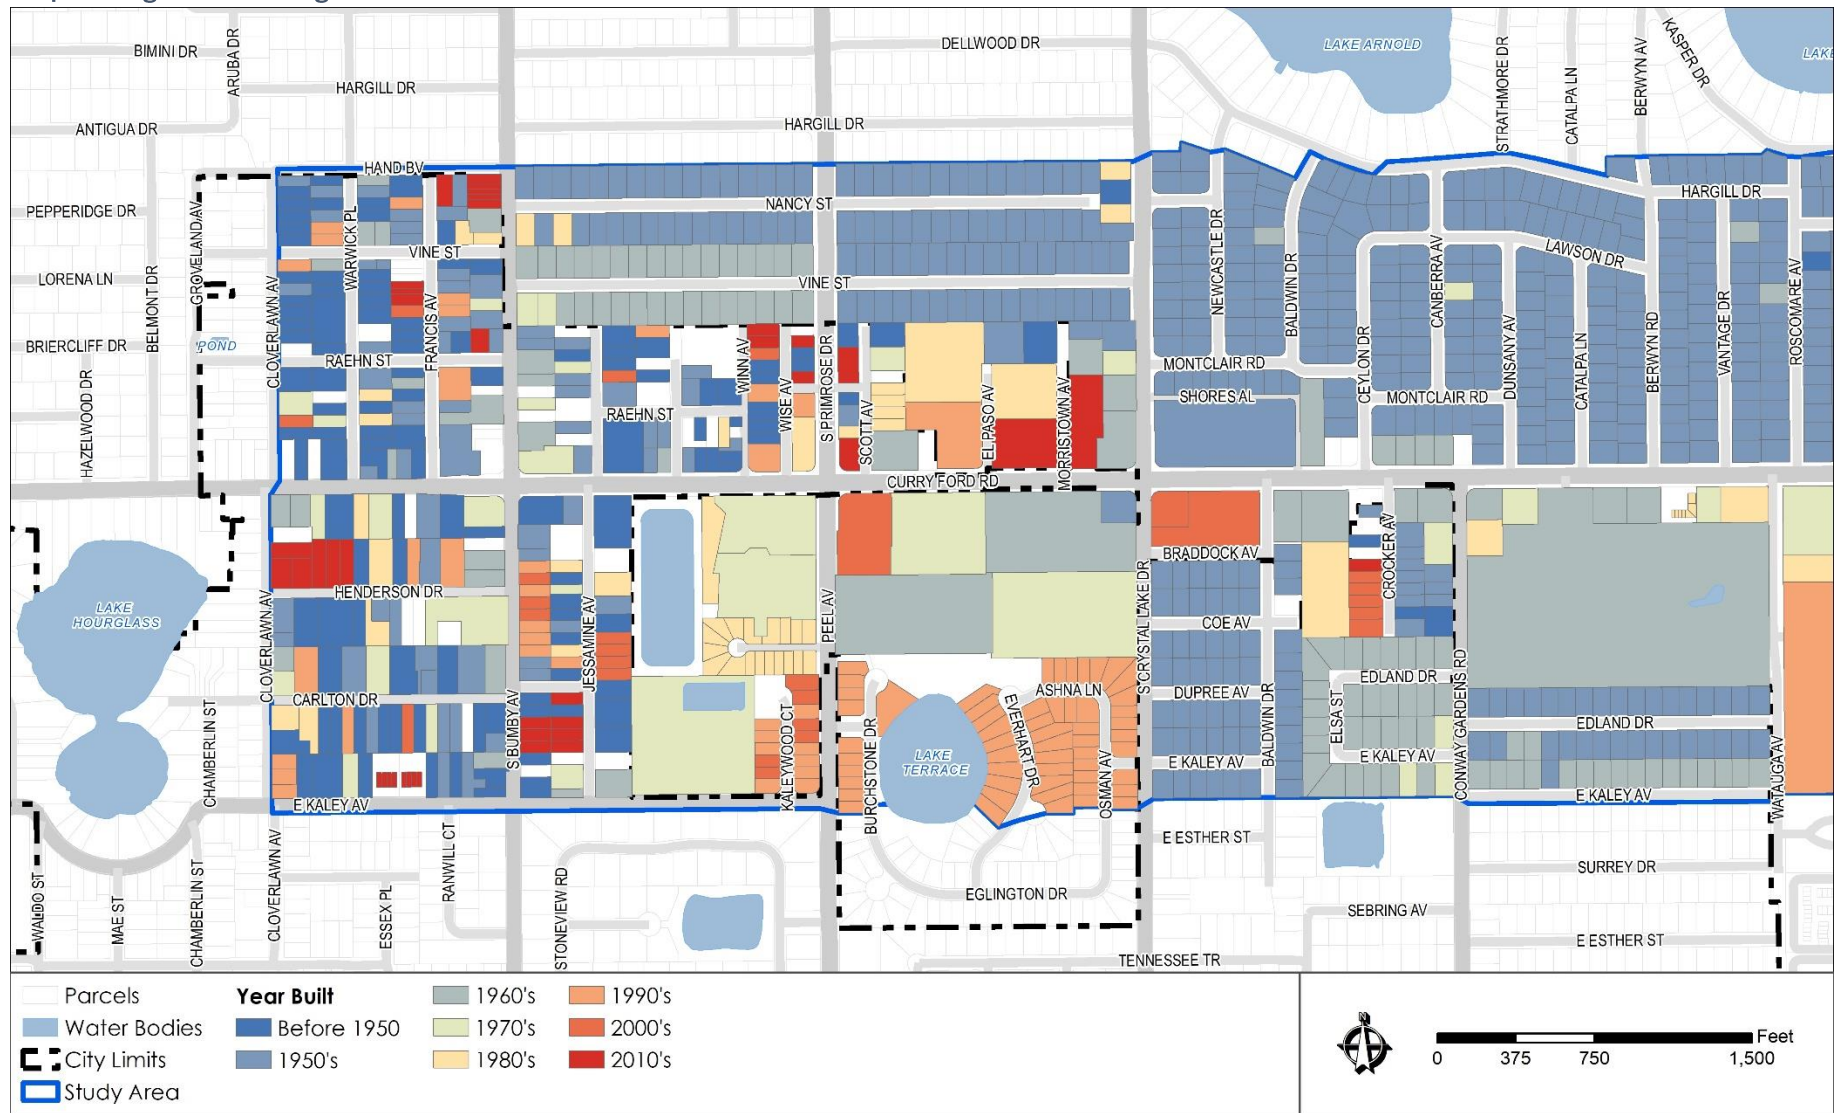 BIMINI DR
ARUBA DR
DELLWOOD DR
LAKE ARNOLD
STRATHMORE DR
CATALPA LN
BERWYN AV
KASPER DR
HARGILL DR
ANTIGUA DR
HARGILL DR
HAND BV
HARGILL DR
PEPPERIDGE DR
GROVELAND AV
WARWICK PL
NANCY ST
NEWCASTLE DR
VINE ST
LAWSON DR
LORENA LN
BELMONT DR
CLOVERLAWN AV
FRANCIS AV
VINE ST
BALDWIN DR
CANBERRA AV
ROSCOMARE AV
BRIERCLIFF DR
POND
RAEHN ST
WINN AV
S PRIMROSE DR
MONTCLAIR RD
CEYLON DR
DUNSANY AV
CATALPA LN
BERWYN RD
VANTAGE DR
HAZELWOOD DR
RAEHN ST
WISE AV
SCOTT AV
EL PASO AV
MORRISTOWN AV
SHORES AL
MONTCLAIR RD
CURRY FORD RD
BRADDOCK AV
CROCKER AV
HENDERSON DR
LAKE
HOURGLASS
CLOVERLAWN AV
JESSAMINE AV
PEEL AV
S CRYSTAL LAKE DR
COE AV
CARLTON DR
S BUMBY AV
ASHNA LN
DUPREE AV
BALDWIN DR
EDLAND DR
ELSA ST
CONWAY GARDENS RD
EDLAND DR
CHAMBERLIN ST
KALEYWOOD CT
BURCHSTONE DR
LAKE
TERRACE
EVERHART DR
OSMAN AV
E KALEY AV
E KALEY AV
WATAUGA AV
E KALEY AV
E KALEY AV
E ESTHER ST
SURREY DR
WALDO ST
MAE ST
CHAMBERLIN ST
CLOVERLAWN AV
ESSEX PL
RANWILL CT
STONEVIEW RD
EGLINGTON DR
SEBRING AV
E ESTHER ST
TENNESSEE TR
Parcels
Water Bodies
City Limits
Study Area
Year Built
Before 1950
1950's
1960's
1970's
1980's
1990's
2000's
2010's
N
Feet
0 375 750 1,500